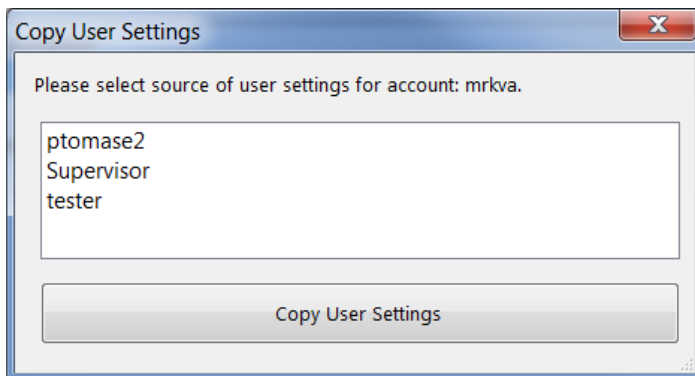 Copy User Settings
Please select source of user settings for account: mrkva.
ptomase2
Supervisor
tester
Copy User Settings